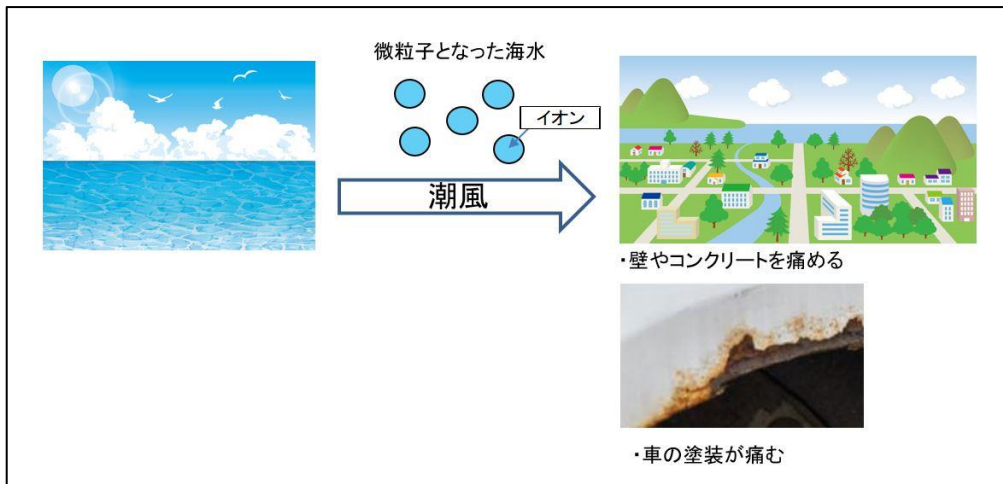 微粒子となった海水
イオン
潮風
・壁やコンクリートを痛める
・車の塗装が痛む